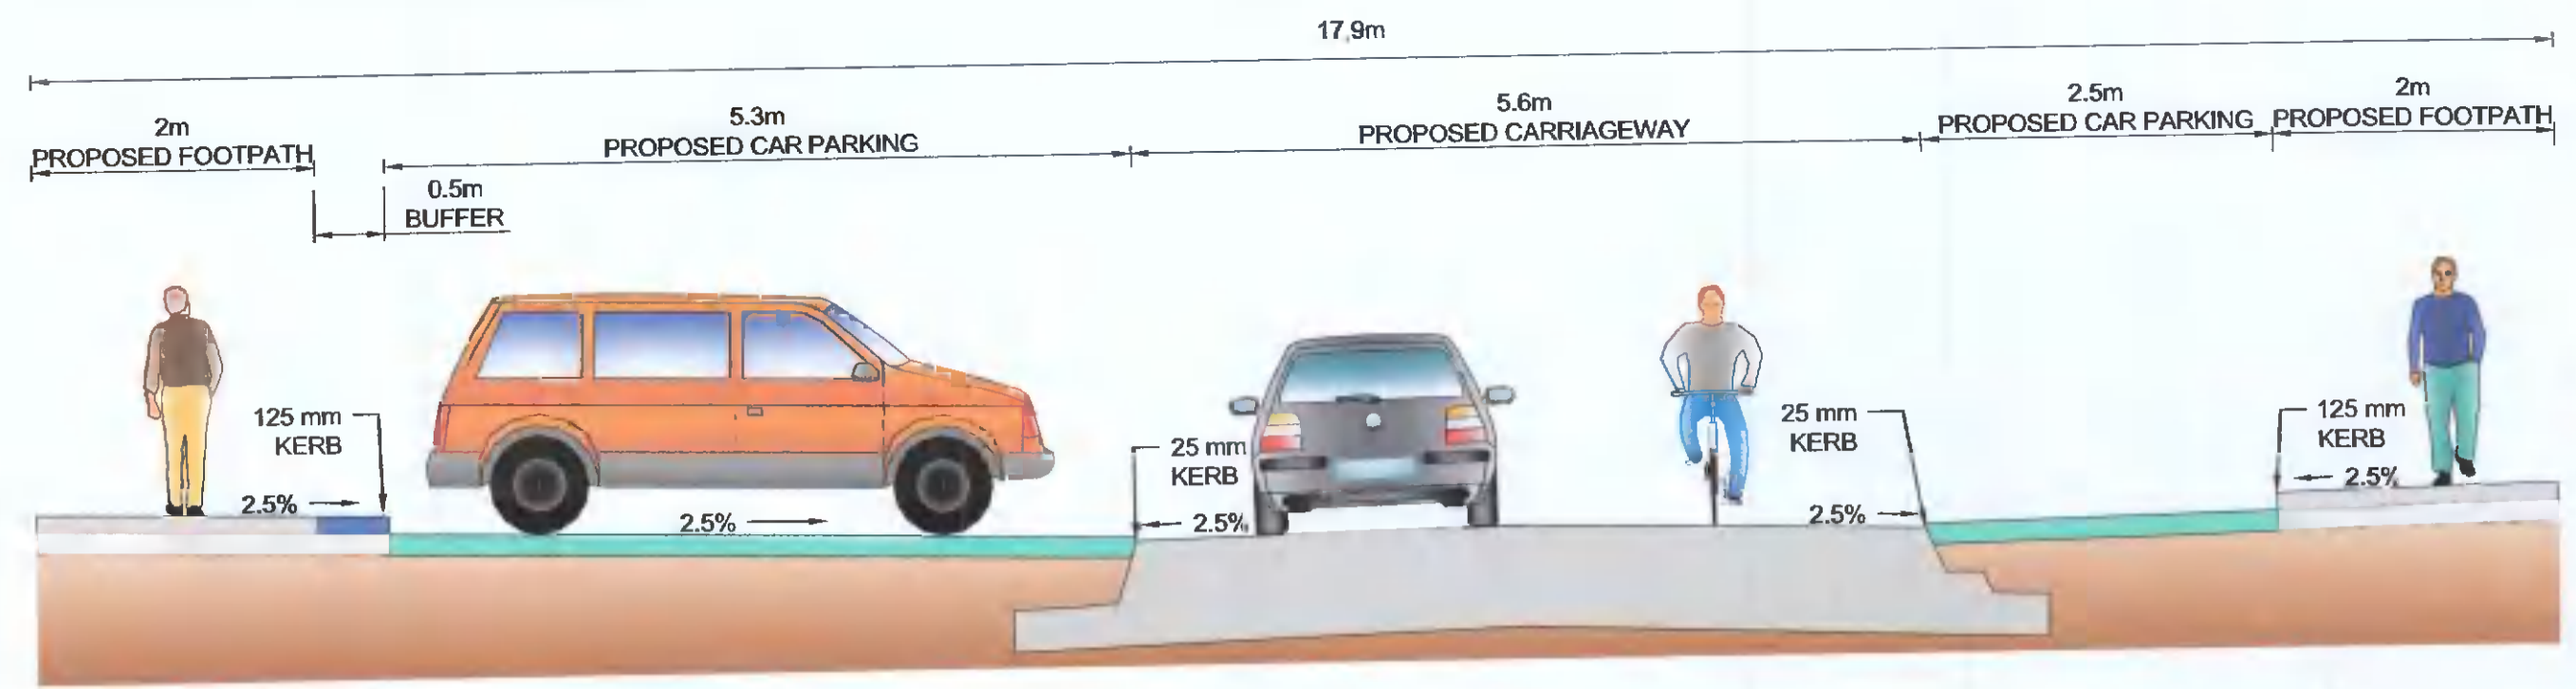 17.9m
2m
PROPOSED FOOTPATH
5.3m
PROPOSED CAR PARKING
5.6m
PROPOSED CARRIAGEWAY
2.5m
PROPOSED CAR PARKING
2m
PROPOSED FOOTPATH
0.5m
BUFFER
125 mm
KERB
2.5%
2.5%
25 mm
KERB
2.5%
25 mm
KERB
2.5%
125 mm
KERB
2.5%